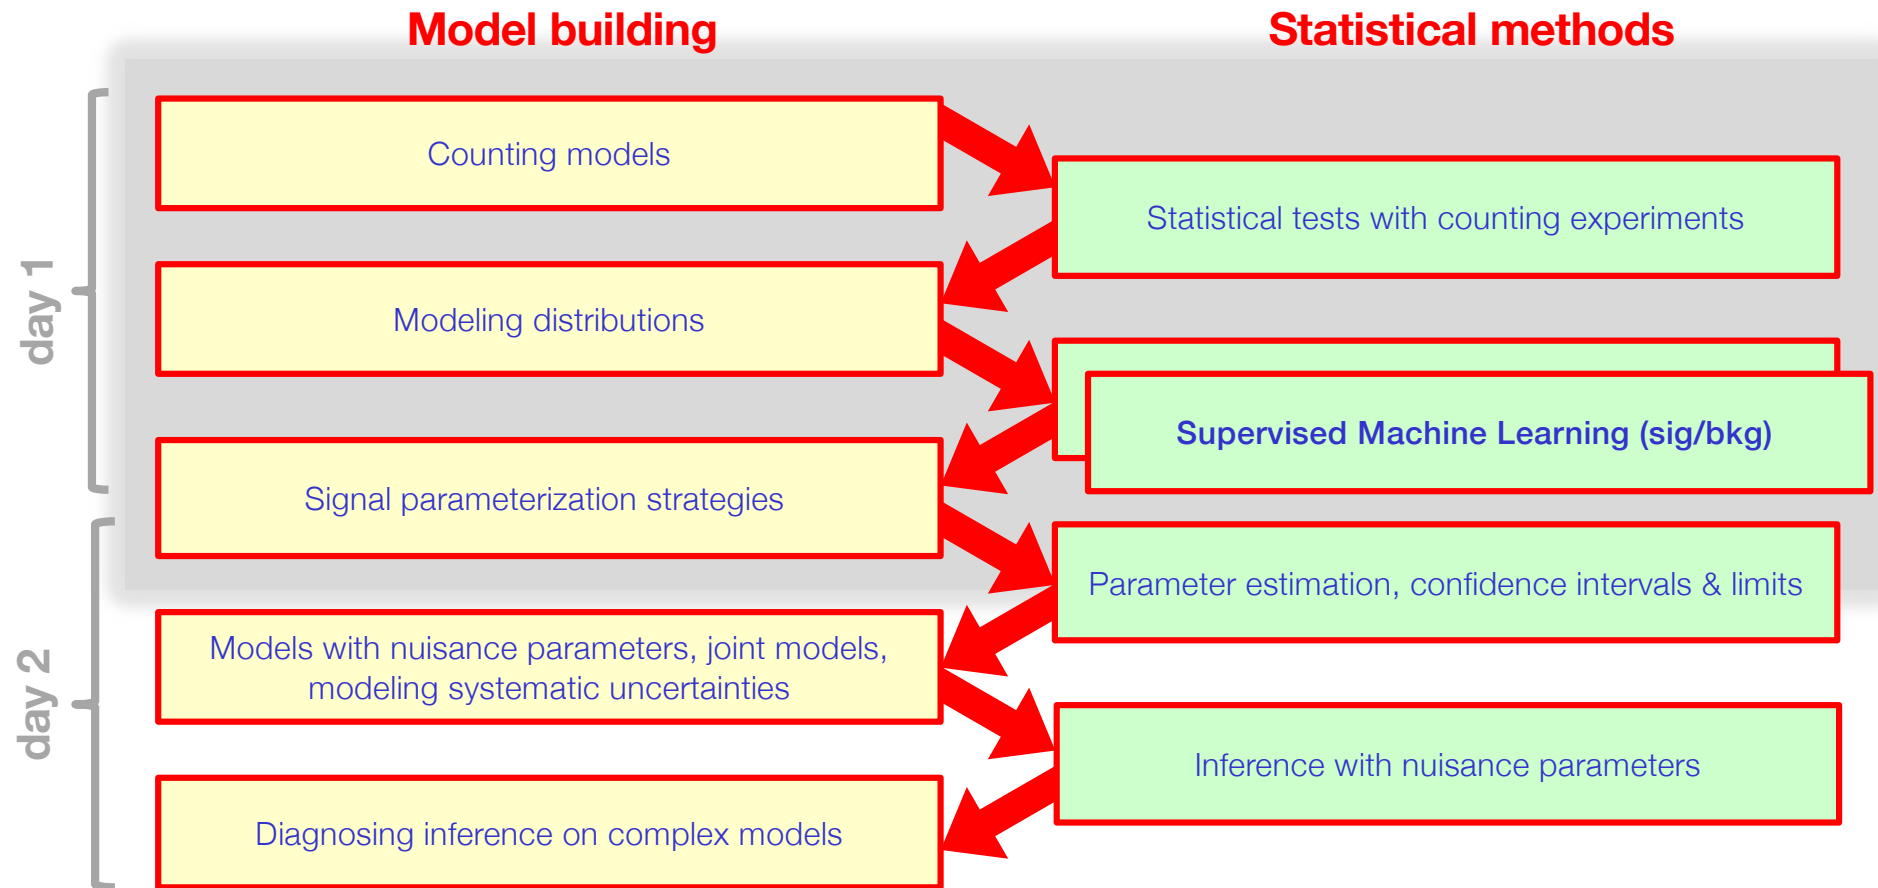 Model building
Statistical methods
day 1
Counting models
Statistical tests with counting experiments
Modeling distributions
Supervised Machine Learning (sig/bkg)
Signal parameterization strategies
day 2
Parameter estimation, confidence intervals & limits
Models with nuisance parameters, joint models,
modeling systematic uncertainties
Inference with nuisance parameters
Diagnosing inference on complex models